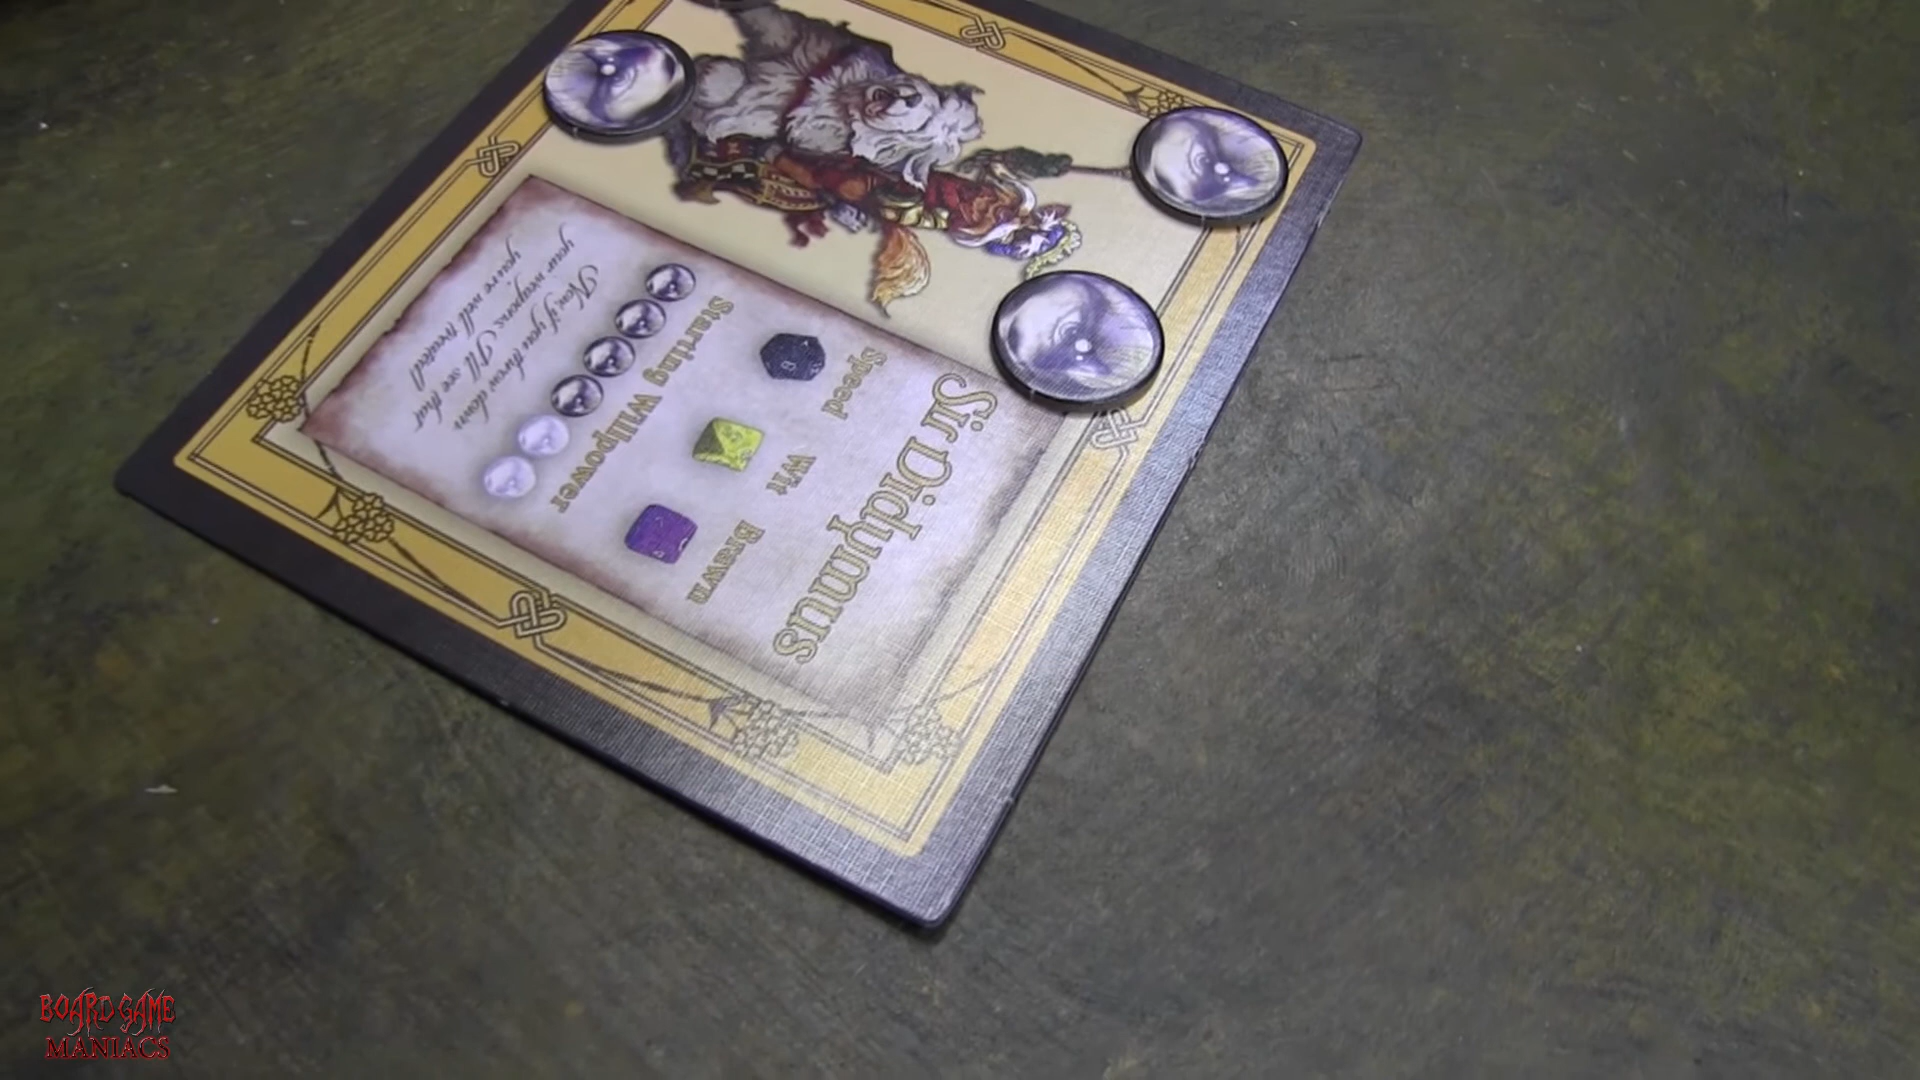 Sir Didymus
Speed
Wit
Brawn
Starting Willpower
Now, if you throw down
your weapons, I'll see that
you're well treated
BOARD GAME
MANIACS